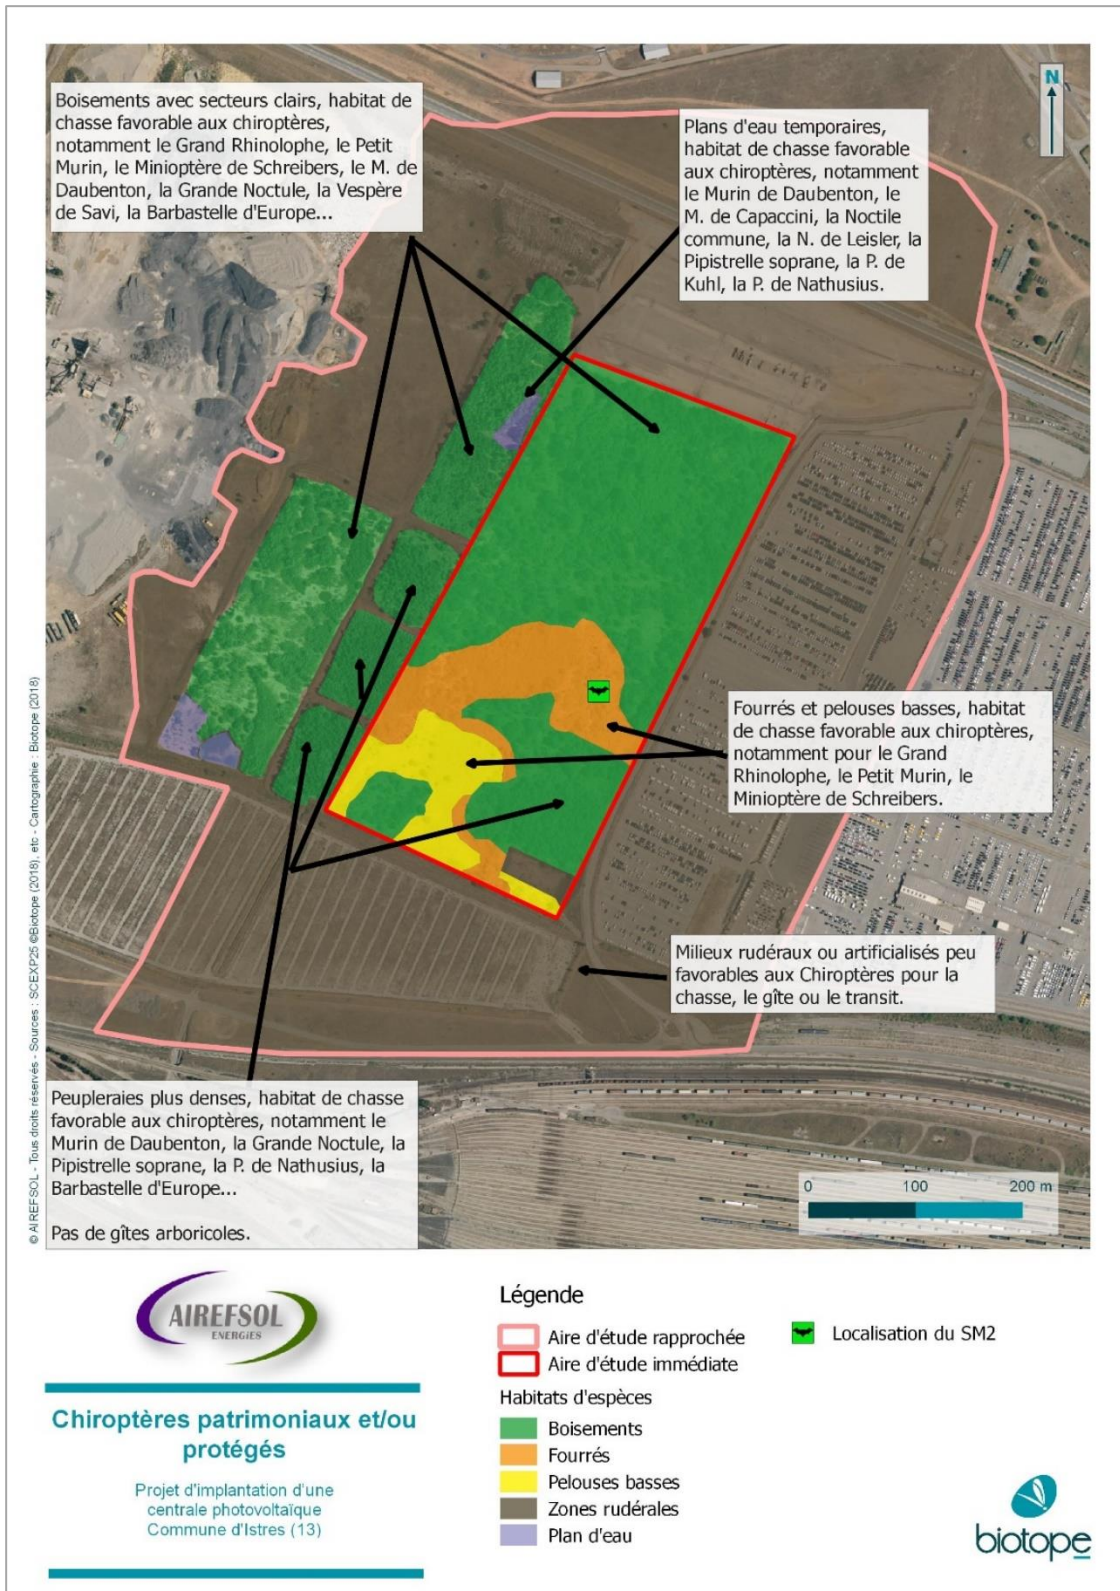 Boisements avec secteurs clairs, habitat de
chasse favorable aux chiroptères,
notamment le Grand Rhinolophe, le Petit
Murin, le Minioptère de Schreibers, le M. de
Daubenton, la Grande Noctule, la Vespère
de Savi, la Barbastelle d'Europe...
Plans d'eau temporaires,
habitat de chasse favorable
aux chiroptères, notamment
le Murin de Daubenton, le
M. de Capaccini, la Noctile
commune, la N. de Leisler, la
Pipistrelle soprane, la P. de
Kuhl, la P. de Nathusius.
N
Fourrés et pelouses basses, habitat
de chasse favorable aux chiroptères,
notamment pour le Grand
Rhinolophe, le Petit Murin, le
Minioptère de Schreibers.
Milieux rudéraux ou artificialisés peu
favorables aux Chiroptères pour la
chasse, le gîte ou le transit.
Peupleraies plus denses, habitat de chasse
favorable aux chiroptères, notamment le
Murin de Daubenton, la Grande Noctule, la
Pipistrelle soprane, la P. de Nathusius, la
Barbastelle d'Europe...
Pas de gîtes arboricoles.
0 100 200 m
© AIREFSOL - Tous droits réservés - Sources : SCEXP25 ©Biotope (2018), etc - Cartographie : Biotope (2018)
AIREFSOL
ENERGIES
Chiroptères patrimoniaux et/ou
protégés
Projet d'implantation d'une
centrale photovoltaïque
Commune d'Istres (13)
Légende
Aire d'étude rapprochée
Aire d'étude immédiate
Localisation du SM2
Habitats d'espèces
Boisements
Fourrés
Pelouses basses
Zones rudérales
Plan d'eau
biotope